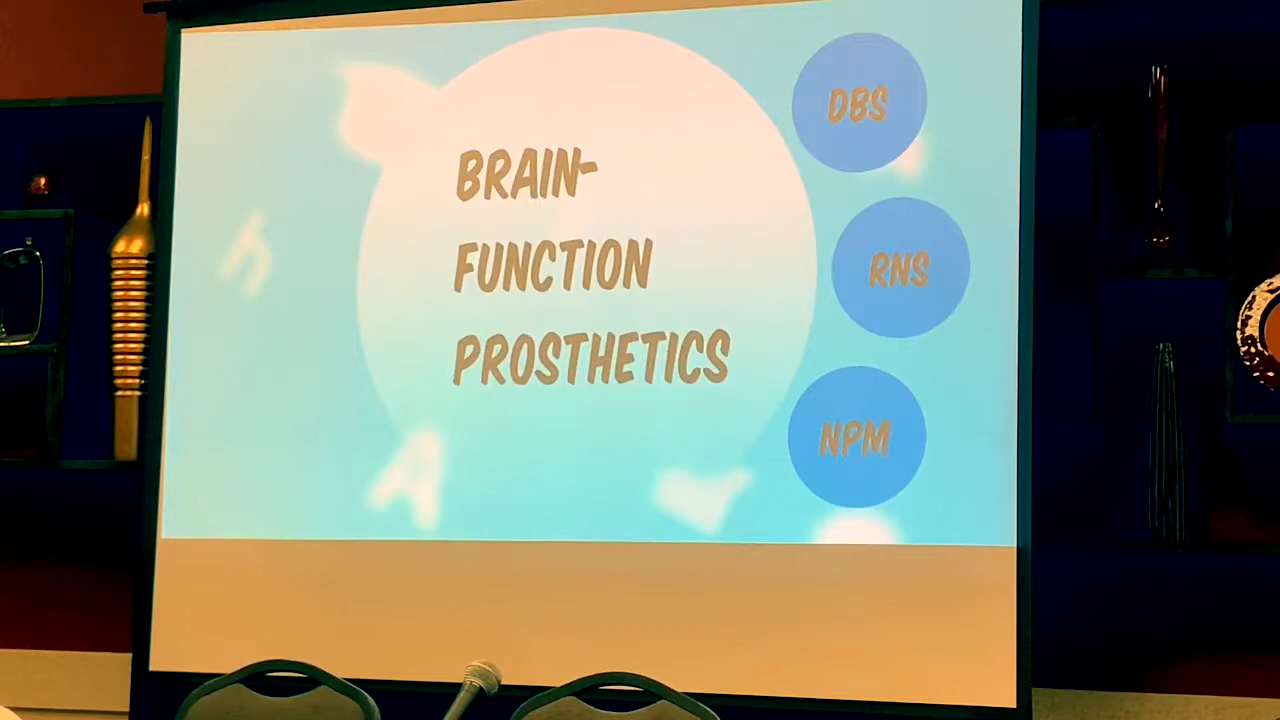 BRAIN-
FUNCTION
PROSTHETICS
DBS
RNS
NPM